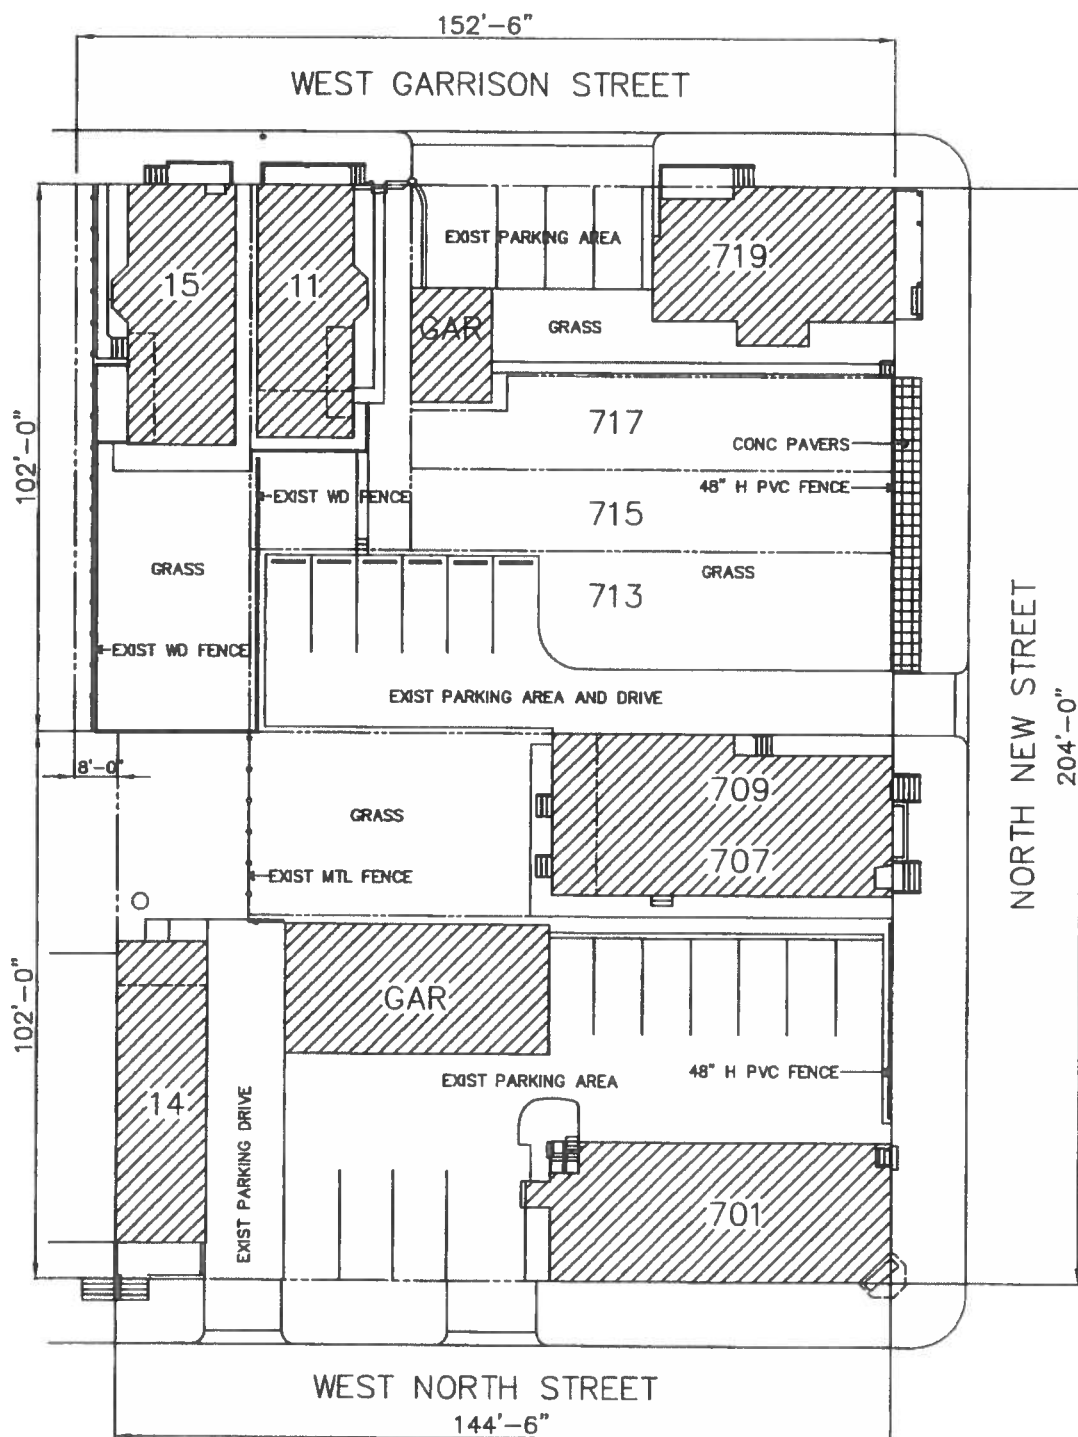 152'-6"
WEST GARRISON STREET
EXIST PARKING AREA
719
15
11
GAR
GRASS
717
CONC PAVERS
102'-0"
48" H PVC FENCE
EXIST WD FENCE
715
GRASS
GRASS
713
EXIST WD FENCE
EXIST PARKING AREA AND DRIVE
NORTH NEW STREET
204'-0"
8'-0"
709
GRASS
707
EXIST MTL FENCE
GAR
102'-0"
48" H PVC FENCE
EXIST PARKING AREA
14
EXIST PARKING DRIVE
701
WEST NORTH STREET
144'-6"